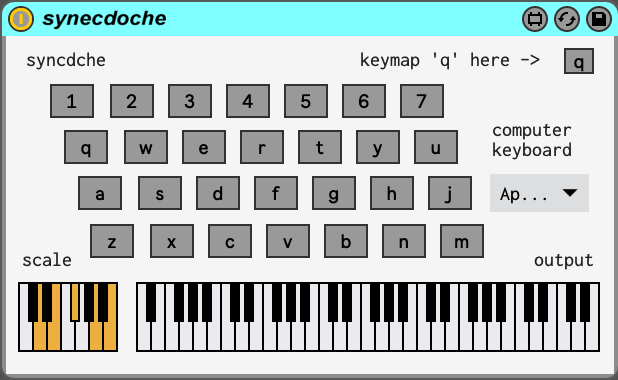 synecdoche
syncdche
keymap 'q' here -> q
1 2 3 4 5 6 7
q w e r t y u
computer
keyboard
a s d f g h j
Ap...
z x c v b n m
scale
output